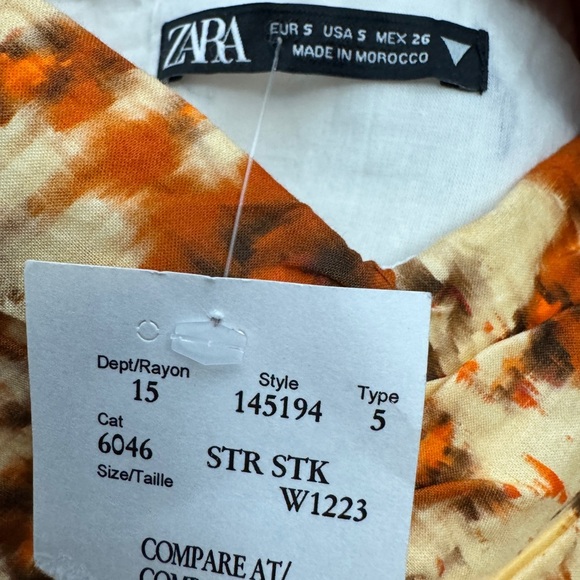 ZARA
EUR S USA S MEX 26
MADE IN MOROCCO
Dept/Rayon Style Type
15 145194 5
Cat
6046 STR STK
Size/Taille W1223
COMPARE AT/